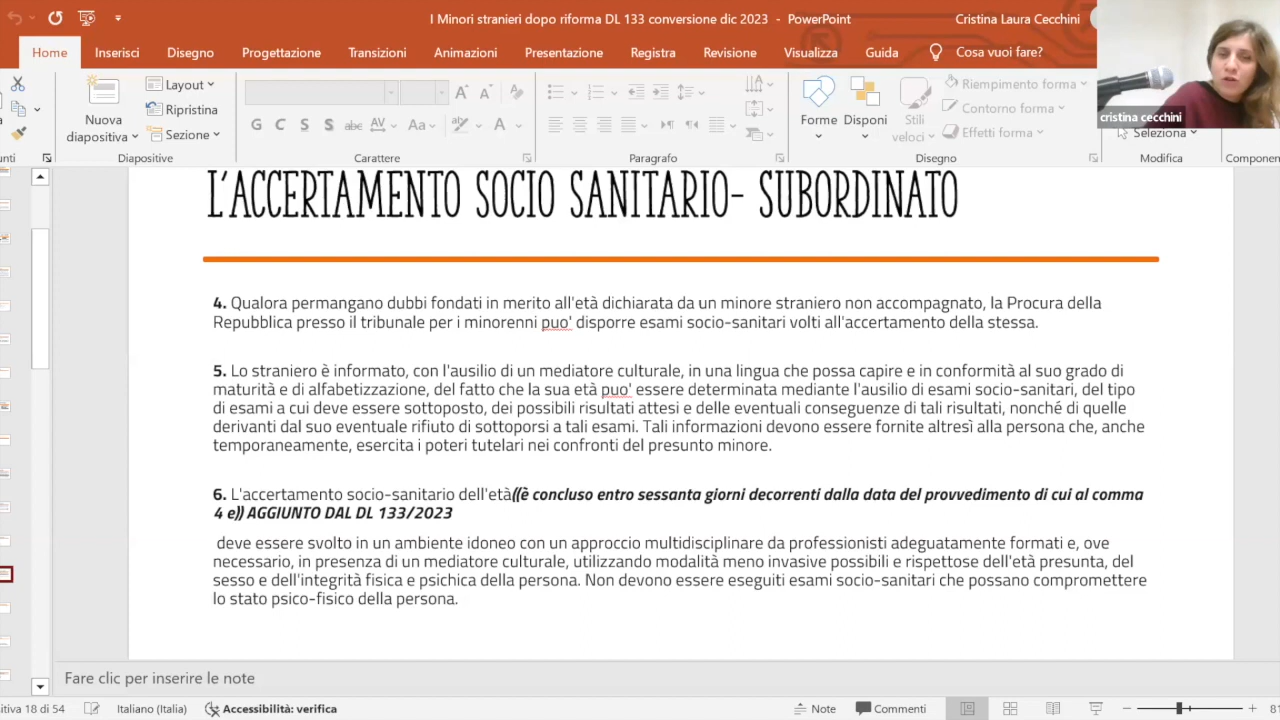 I Minori stranieri dopo riforma DL 133 conversione dic 2023 - PowerPoint
Cristina Laura Cecchini
Home Inserisci Disegno Progettazione Transizioni Animazioni Presentazione Registra Revisione Visualizza Guida Cosa vuoi fare?
Nuova diapositiva
Layout
Ripristina
Sezione
Diapositive
G C S S abc AV Aa A
Carattere
Paragrafo
Forme
Disponi
Stili veloci
Riempimento forma
Contorno forma
Effetti forma
Disegno
cristina cecchini
Seleziona
Modifica
L'ACCERTAMENTO SOCIO SANITARIO- SUBORDINATO
4. Qualora permangano dubbi fondati in merito all'età dichiarata da un minore straniero non accompagnato, la Procura della
Repubblica presso il tribunale per i minorenni puo' disporre esami socio-sanitari volti all'accertamento della stessa.
5. Lo straniero è informato, con l'ausilio di un mediatore culturale, in una lingua che possa capire e in conformità al suo grado di
maturità e di alfabetizzazione, del fatto che la sua età puo' essere determinata mediante l'ausilio di esami socio-sanitari, del tipo
di esami a cui deve essere sottoposto, dei possibili risultati attesi e delle eventuali conseguenze di tali risultati, nonché di quelle
derivanti dal suo eventuale rifiuto di sottoporsi a tali esami. Tali informazioni devono essere fornite altresì alla persona che, anche
temporaneamente, esercita i poteri tutelari nei confronti del presunto minore.
6. L'accertamento socio-sanitario dell'età((è concluso entro sessanta giorni decorrenti dalla data del provvedimento di cui al comma
4 e)) AGGIUNTO DAL DL 133/2023
deve essere svolto in un ambiente idoneo con un approccio multidisciplinare da professionisti adeguatamente formati e, ove
necessario, in presenza di un mediatore culturale, utilizzando modalità meno invasive possibili e rispettose dell'età presunta, del
sesso e dell'integrità fisica e psichica della persona. Non devono essere eseguiti esami socio-sanitari che possano compromettere
lo stato psico-fisico della persona.
Fare clic per inserire le note
18 di 54 Italiano (Italia) Accessibilità: verifica Note Commenti